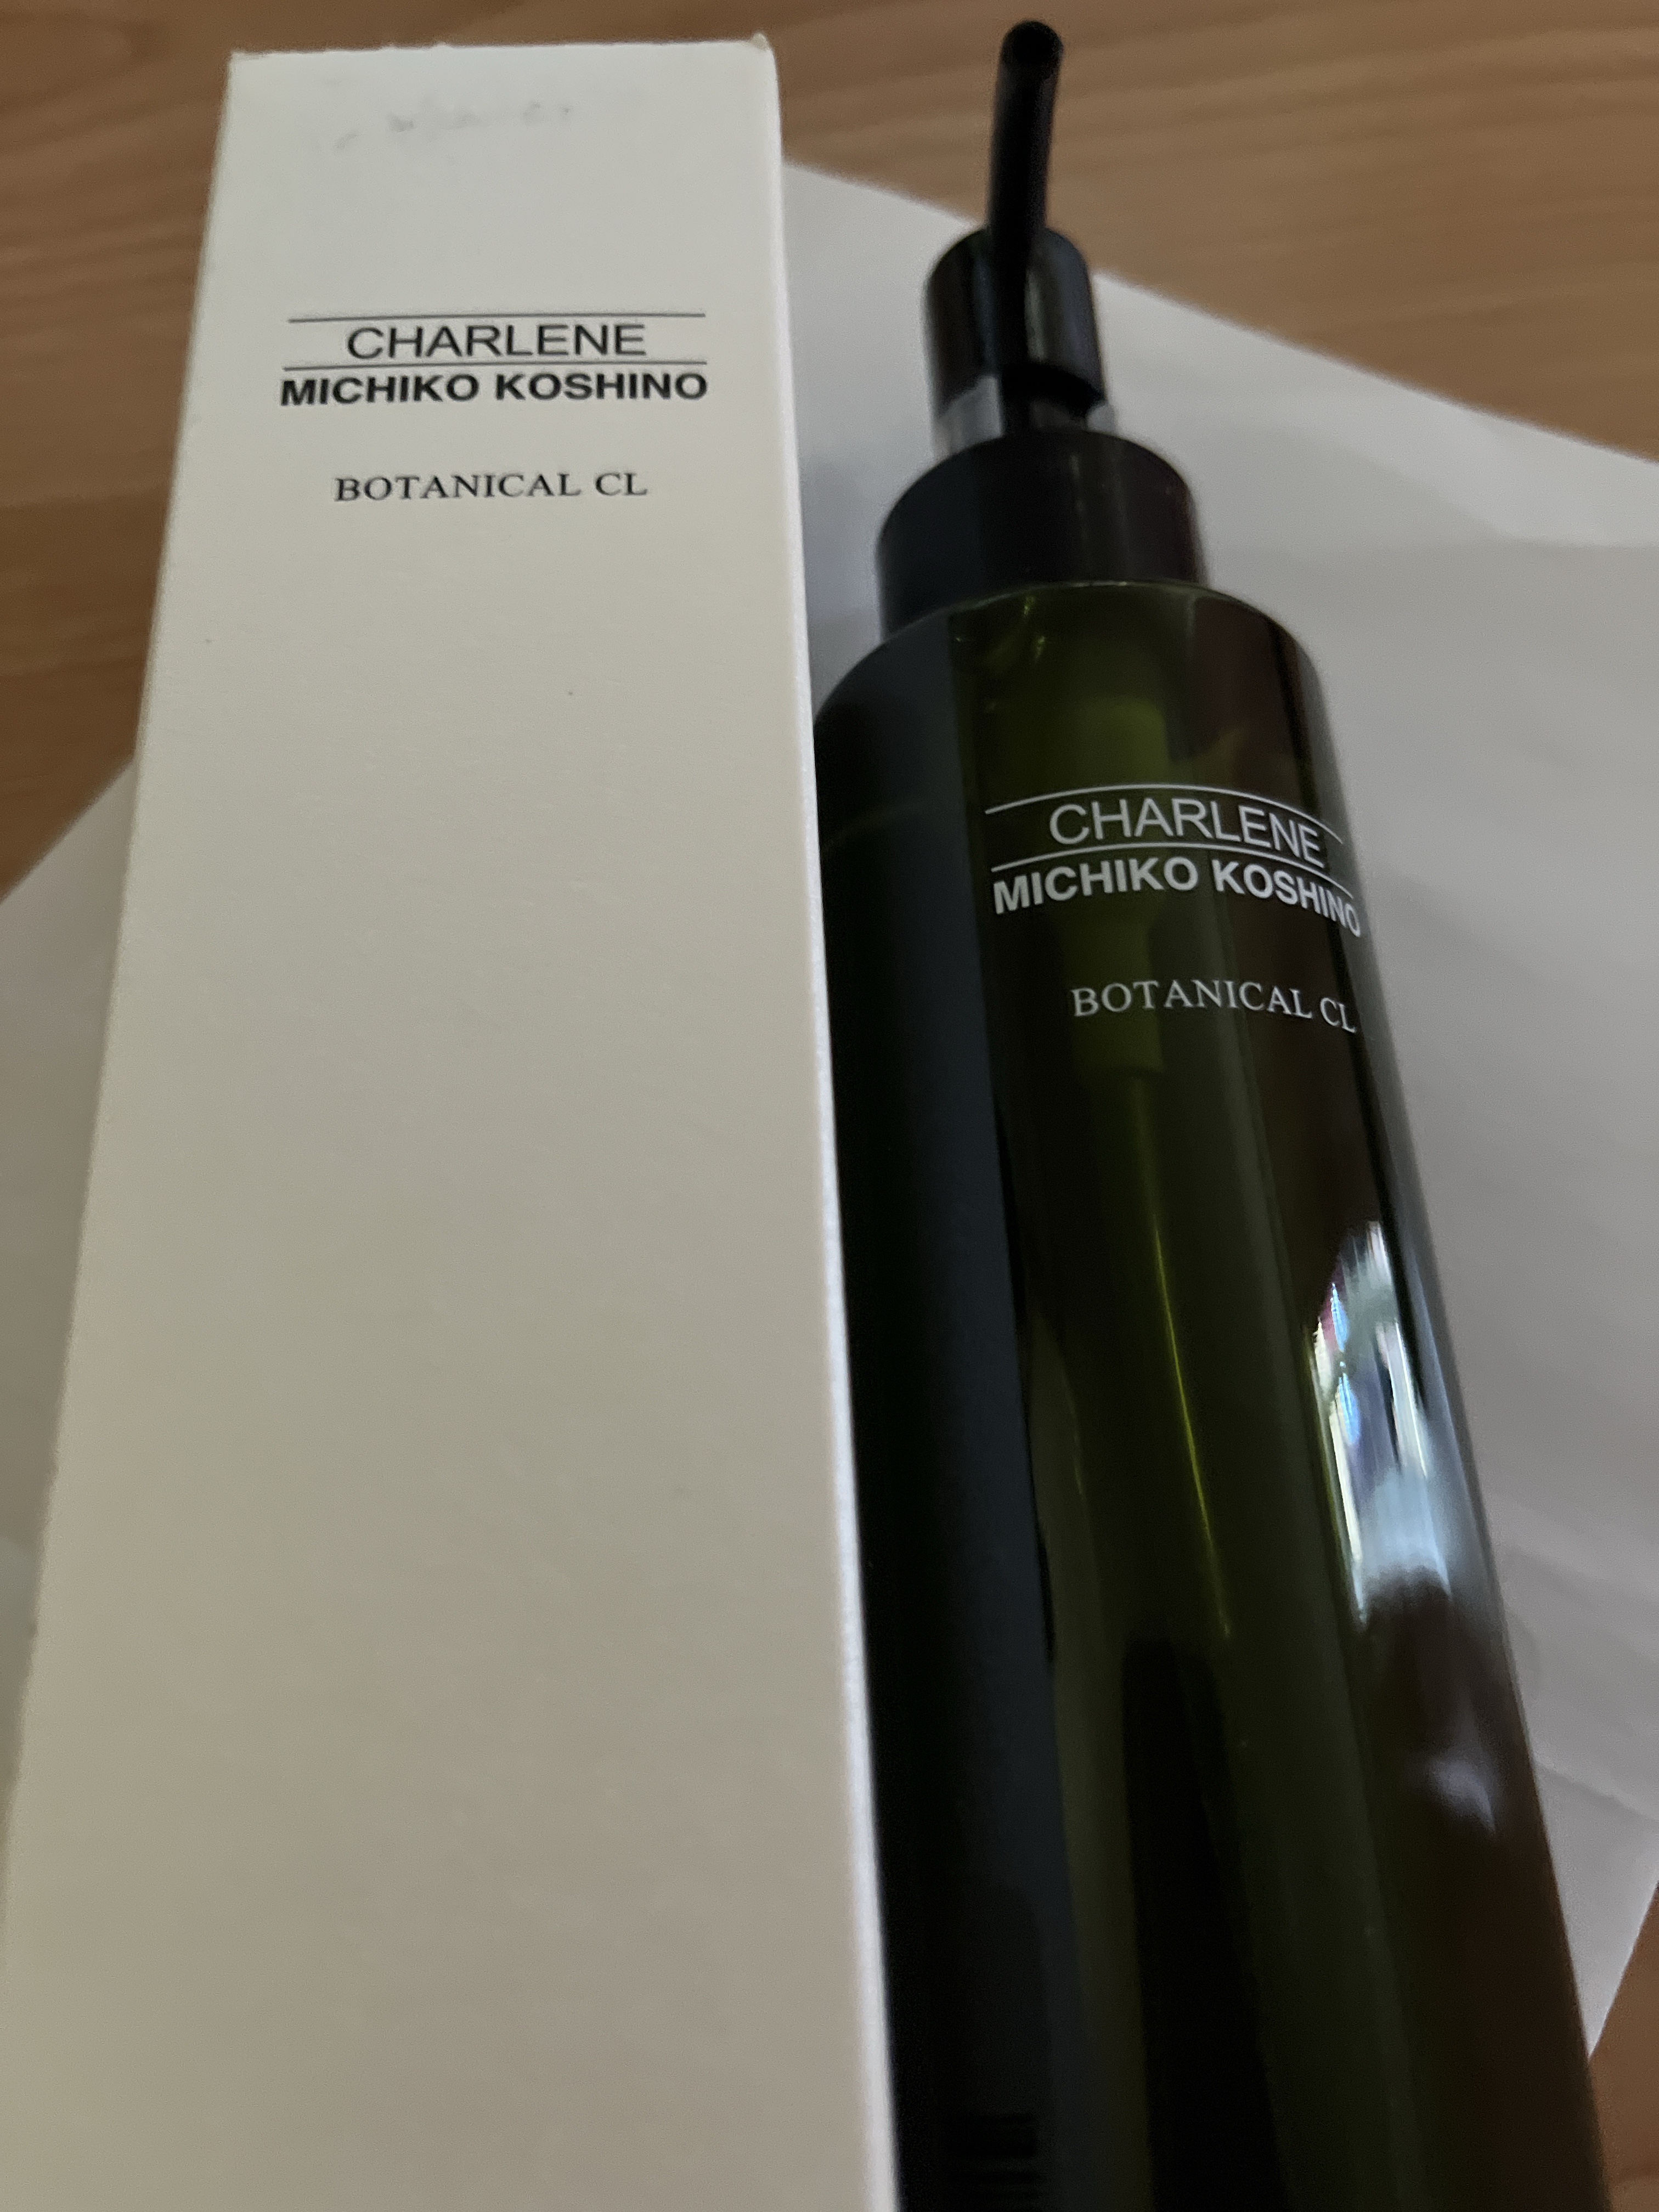 CHARLENE
MICHIKO KOSHINO
BOTANICAL CL
CHARLENE
MICHIKO KOSHINO
BOTANICAL CL